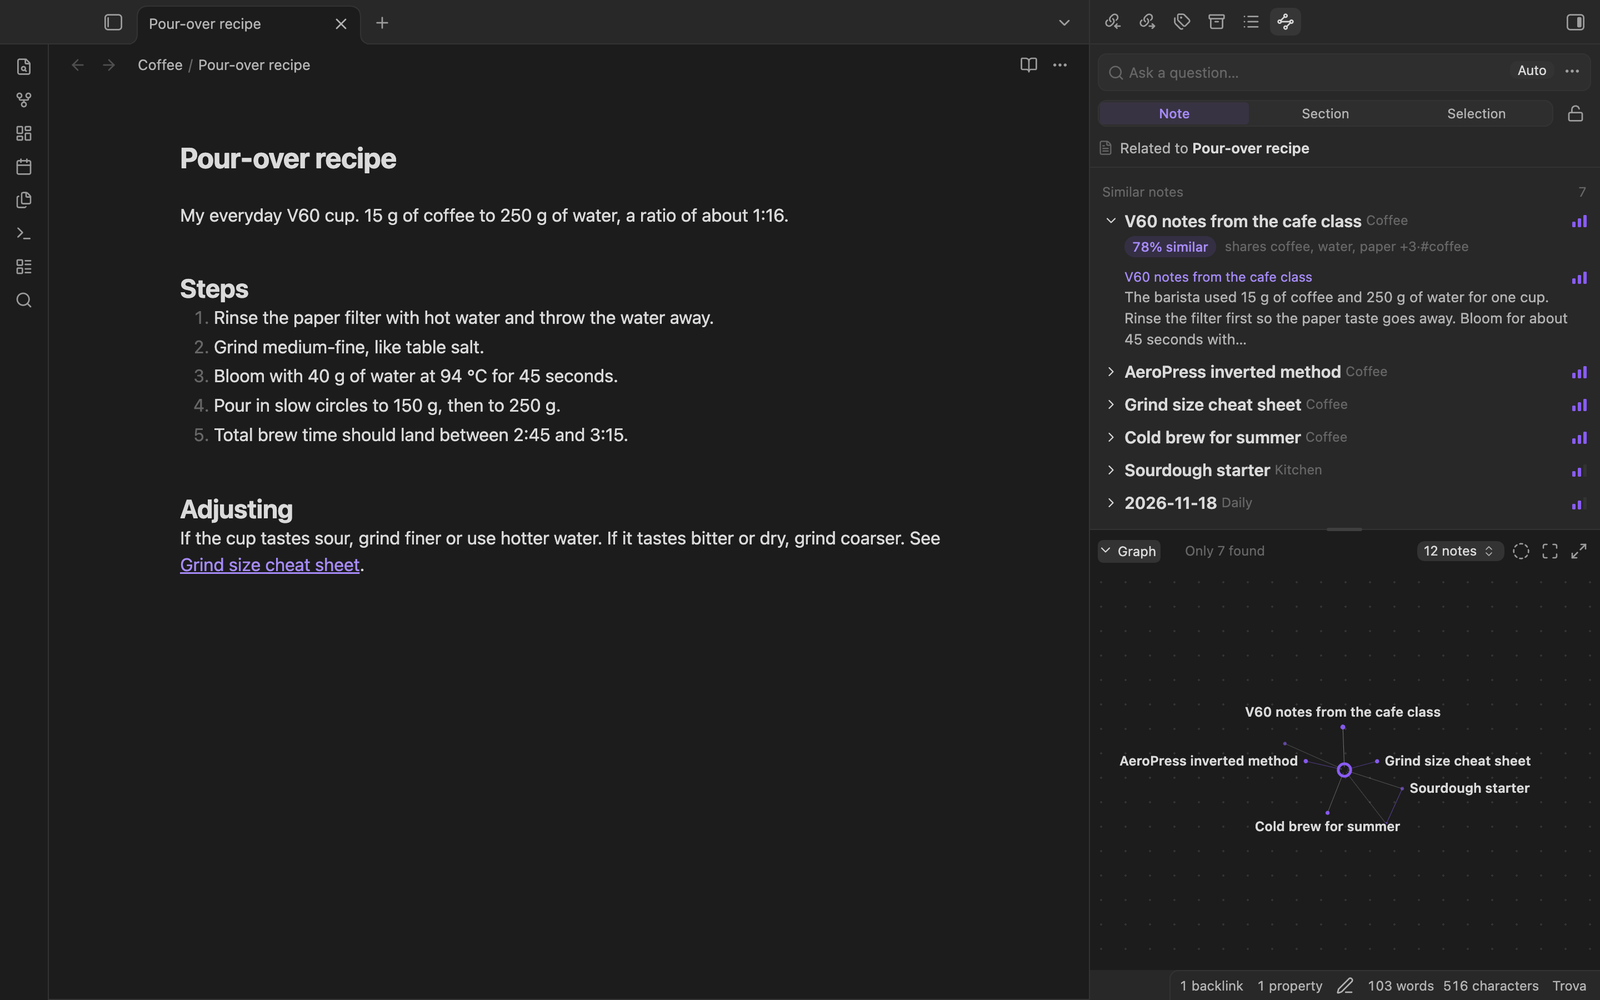 Pour-over recipe
Coffee / Pour-over recipe
Pour-over recipe
My everyday V60 cup. 15 g of coffee to 250 g of water, a ratio of about 1:16.
Steps
1. Rinse the paper filter with hot water and throw the water away.
2. Grind medium-fine, like table salt.
3. Bloom with 40 g of water at 94 °C for 45 seconds.
4. Pour in slow circles to 150 g, then to 250 g.
5. Total brew time should land between 2:45 and 3:15.
Adjusting
If the cup tastes sour, grind finer or use hotter water. If it tastes bitter or dry, grind coarser. See
Grind size cheat sheet.
Ask a question...
Auto
Note
Section
Selection
Related to Pour-over recipe
Similar notes
7
V60 notes from the cafe class Coffee
78% similar shares coffee, water, paper +3·#coffee
V60 notes from the cafe class
The barista used 15 g of coffee and 250 g of water for one cup.
Rinse the filter first so the paper taste goes away. Bloom for about
45 seconds with...
AeroPress inverted method Coffee
Grind size cheat sheet Coffee
Cold brew for summer Coffee
Sourdough starter Kitchen
2026-11-18 Daily
Graph
Only 7 found
12 notes
V60 notes from the cafe class
AeroPress inverted method
Grind size cheat sheet
Sourdough starter
Cold brew for summer
1 backlink
1 property
103 words
516 characters
Trova